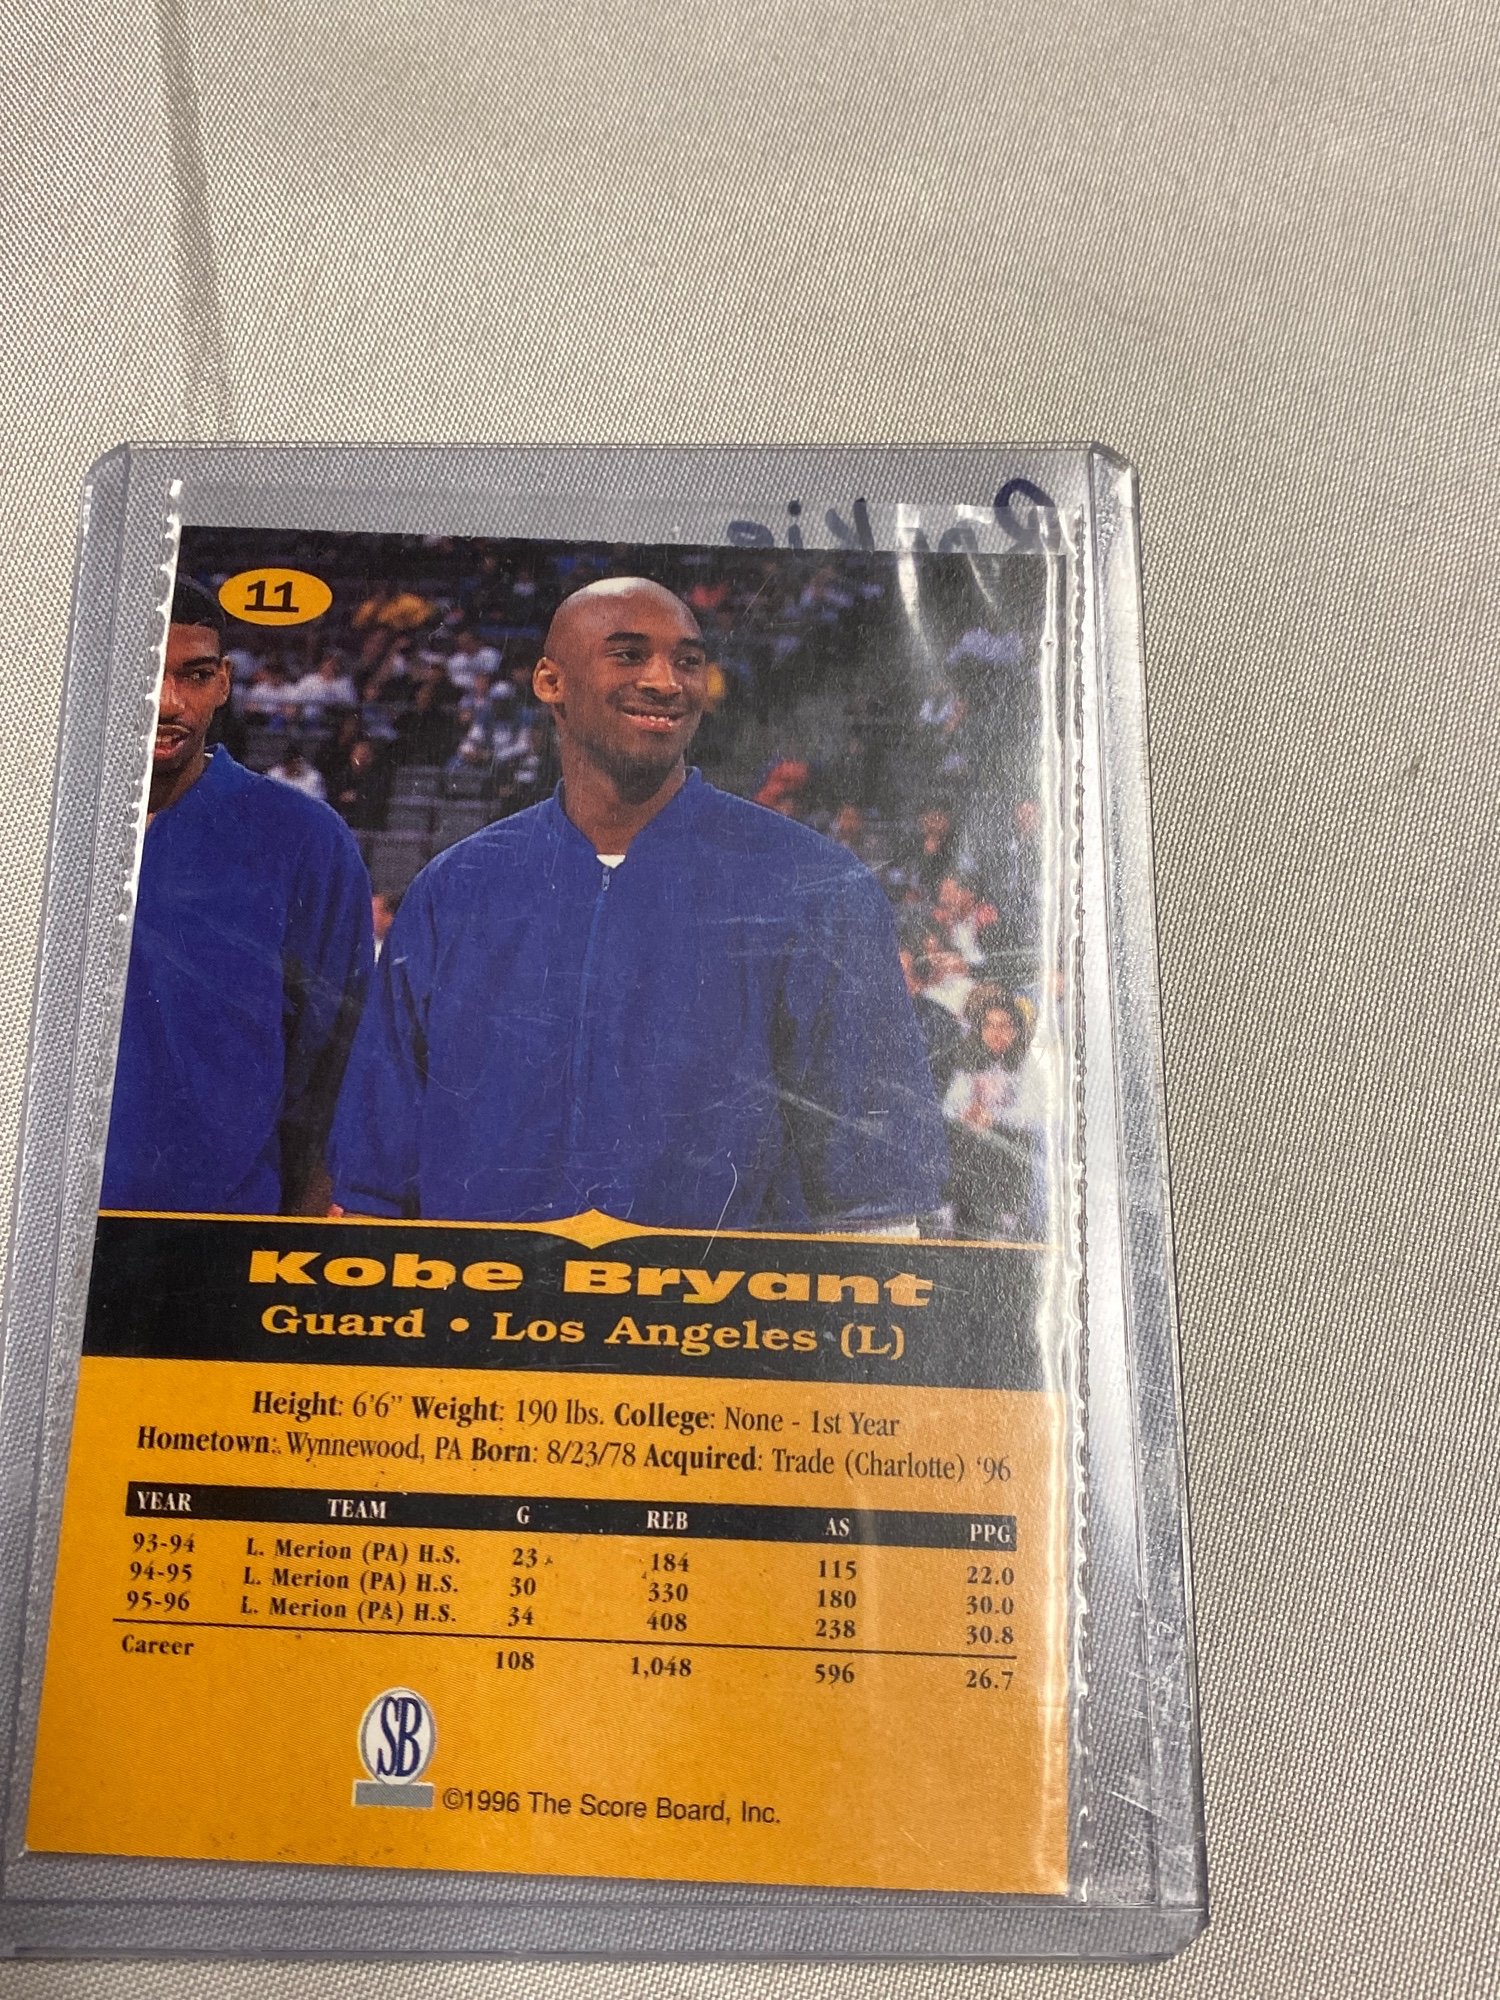 Rookie
11
Kobe Bryant
Guard • Los Angeles (L)
Height: 6'6" Weight: 190 lbs. College: None - 1st Year
Hometown: Wynnewood, PA Born: 8/23/78 Acquired: Trade (Charlotte) '96
YEAR TEAM G REB AS PPG
93-94 L. Merion (PA) H.S. 23 184 115 22.0
94-95 L. Merion (PA) H.S. 30 330 180 30.0
95-96 L. Merion (PA) H.S. 34 408 238 30.8
Career 108 1,048 596 26.7
SB
©1996 The Score Board, Inc.